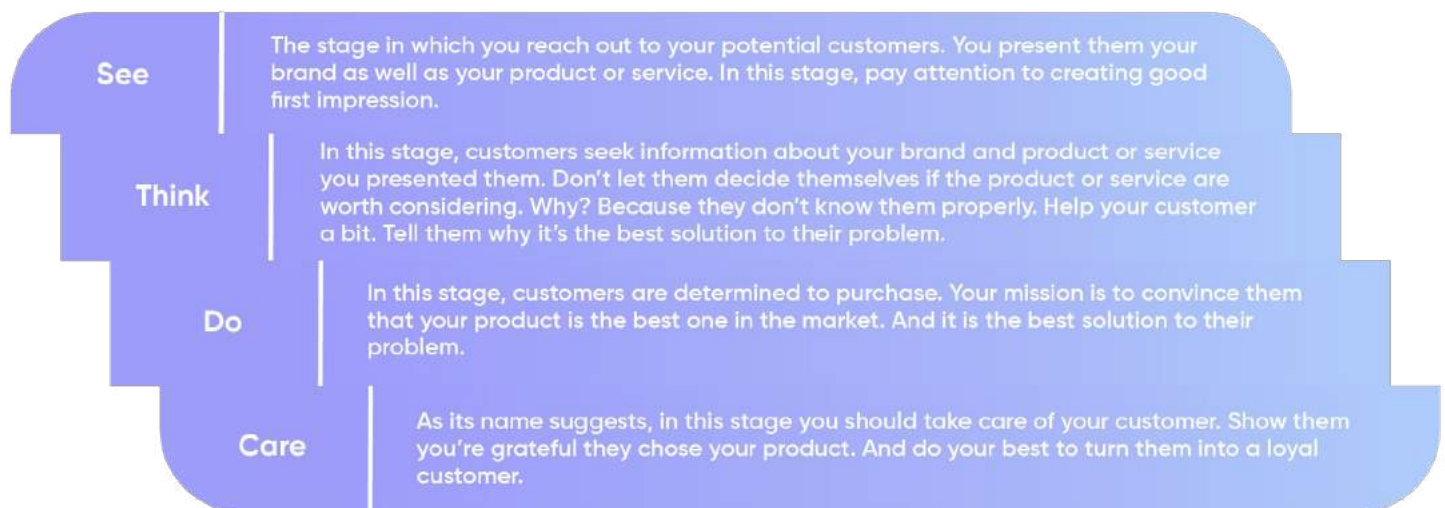 See
The stage in which you reach out to your potential customers. You present them your
brand as well as your product or service. In this stage, pay attention to creating good
first impression.
Think
In this stage, customers seek information about your brand and product or service
you presented them. Don't let them decide themselves if the product or service are
worth considering. Why? Because they don't know them properly. Help your customer
a bit. Tell them why it's the best solution to their problem.
Do
In this stage, customers are determined to purchase. Your mission is to convince them
that your product is the best one in the market. And it is the best solution to their
problem.
Care
As its name suggests, in this stage you should take care of your customer. Show them
you're grateful they chose your product. And do your best to turn them into a loyal
customer.